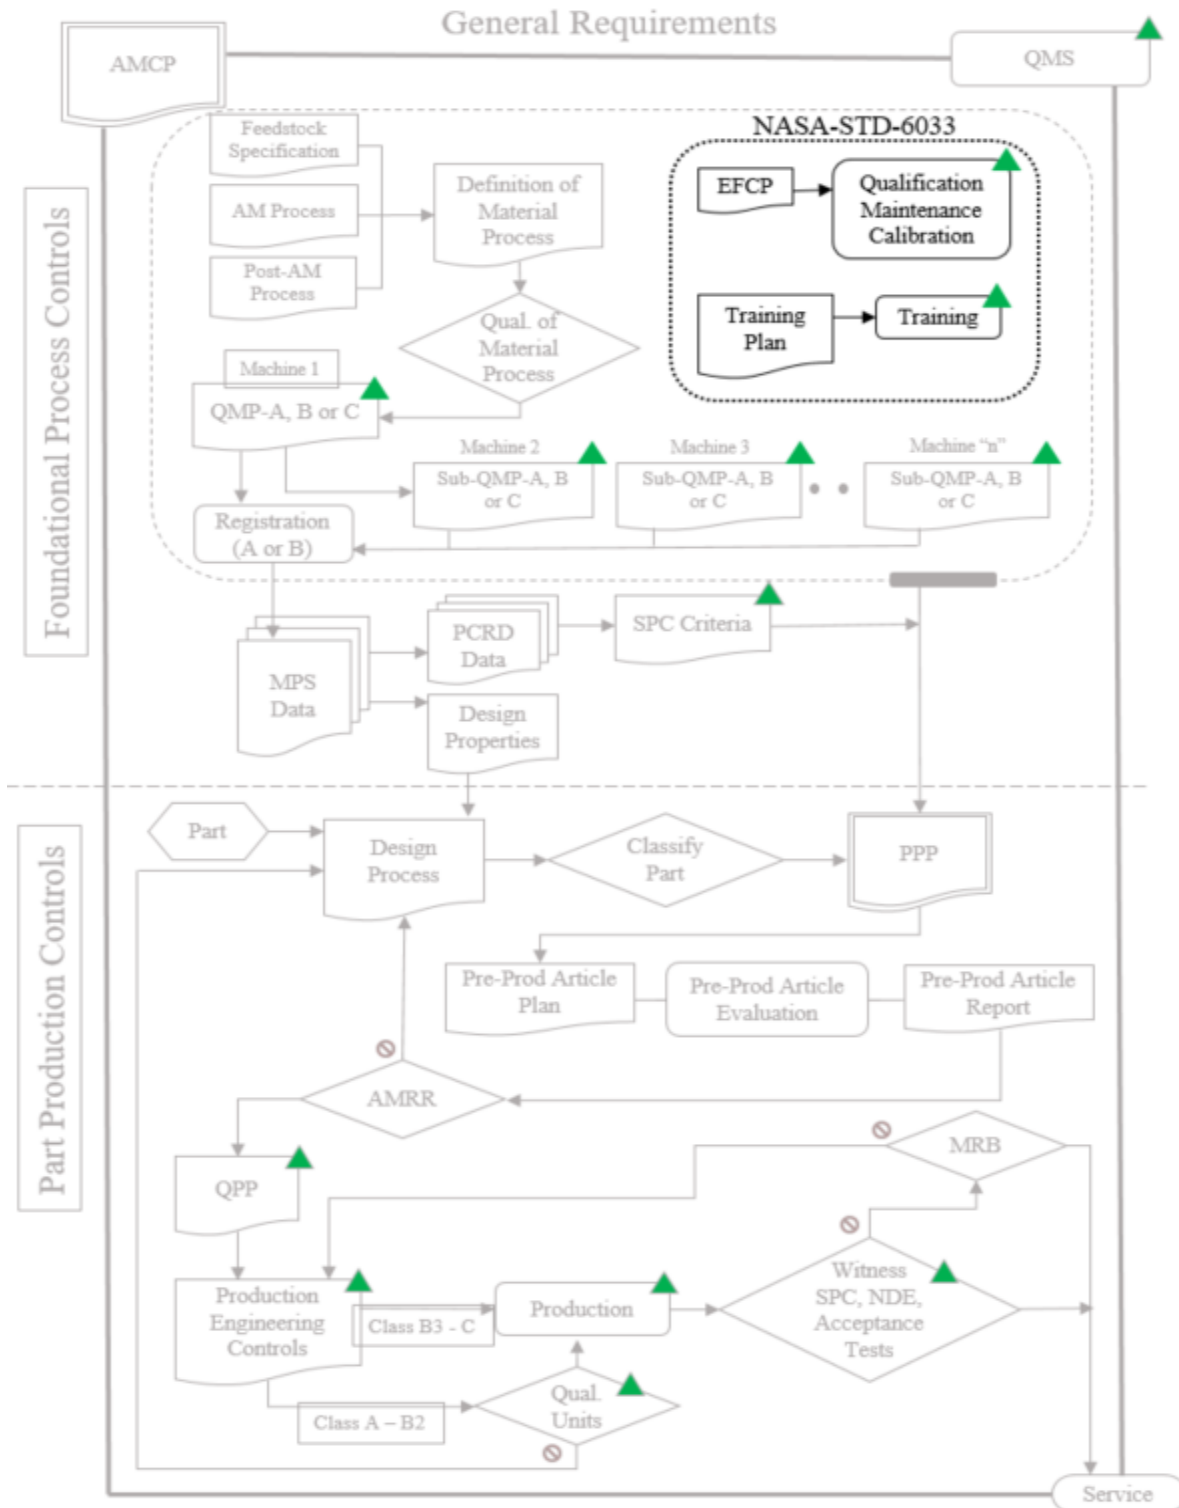 General Requirements
AMCP
QMS
Foundational Process Controls
Feedstock
Specification
AM Process
Post-AM
Process
Definition of
Material
Process
NASA-STD-6033
EFCP
Qualification
Maintenance
Calibration
Training
Plan
Training
Qual. of
Material
Process
Machine 1
QMP-A, B or C
Machine 2
Sub-QMP-A, B
or C
Machine 3
Sub-QMP-A, B
or C
Machine “n”
Sub-QMP-A, B
or C
Registration
(A or B)
MPS
Data
PCRD
Data
SPC Criteria
Design
Properties
Part Production Controls
Part
Design
Process
Classify
Part
PPP
Pre-Prod Article
Plan
Pre-Prod Article
Evaluation
Pre-Prod Article
Report
AMRR
MRB
QPP
Production
Engineering
Controls
Class B3 - C
Production
Witness
SPC, NDE,
Acceptance
Tests
Class A – B2
Qual.
Units
Service